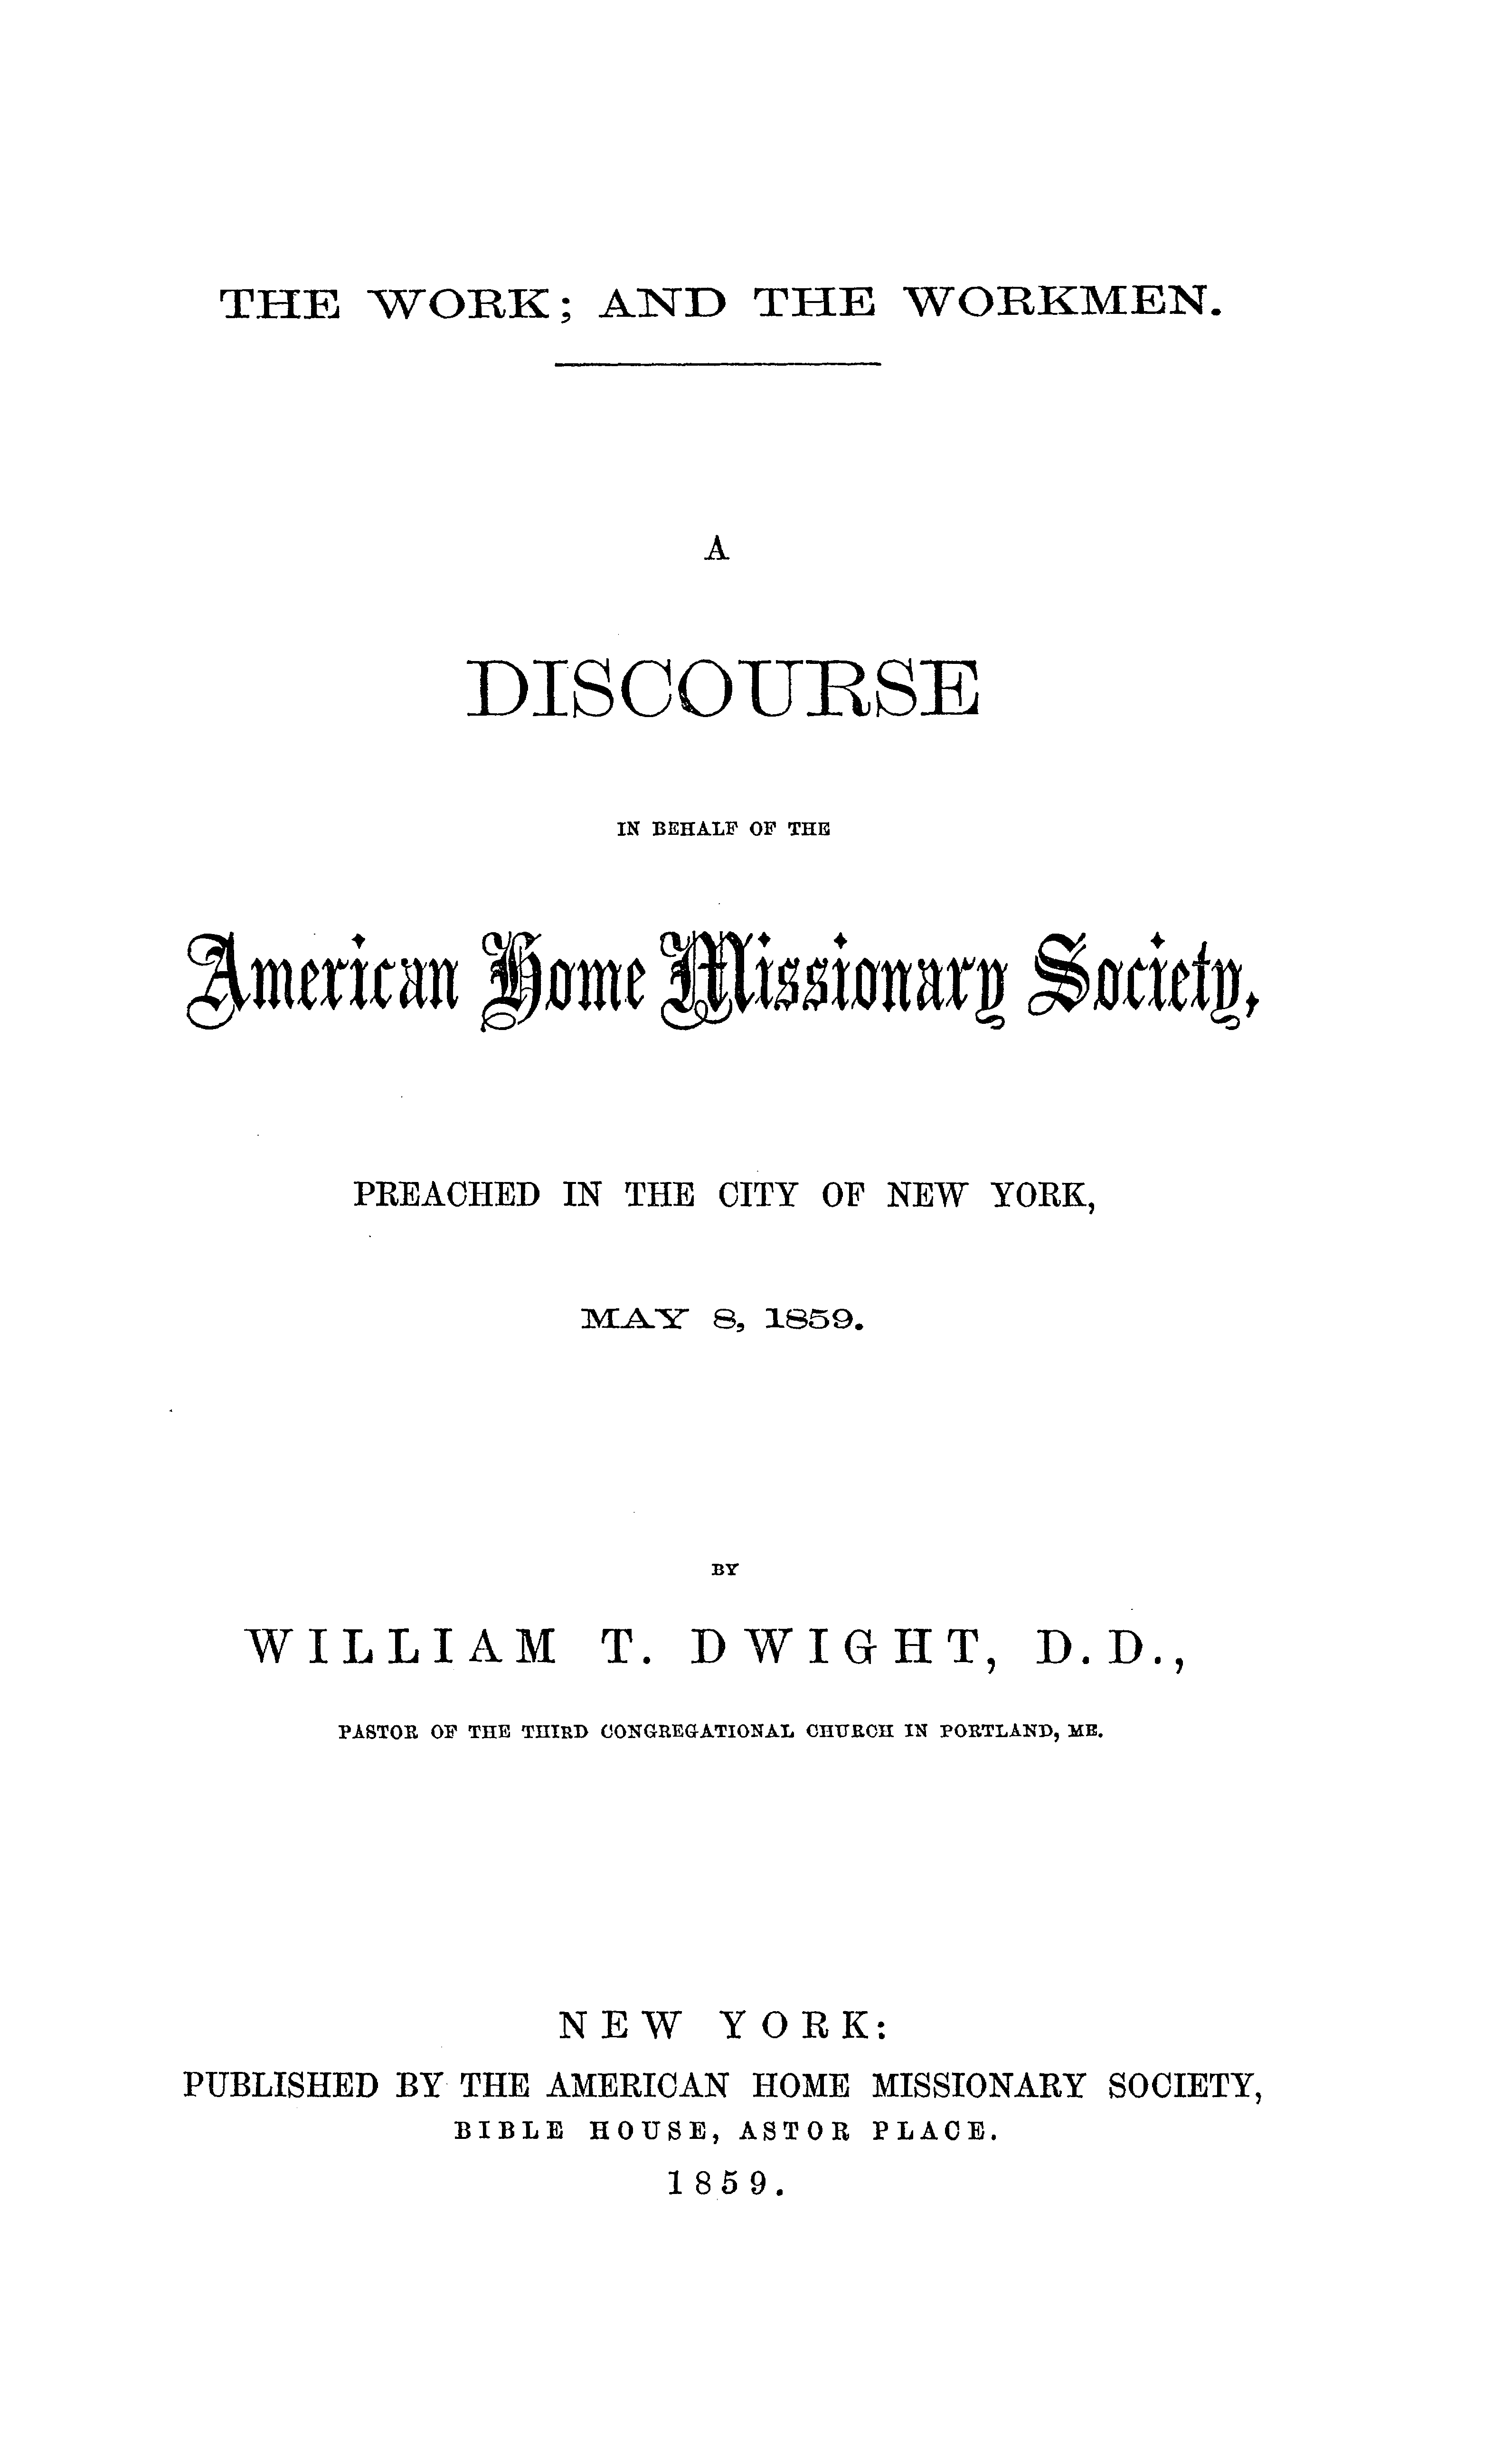 THE WORK; AND THE WORKMEN.
A
DISCOURSE
IN BEHALF OF THE
American Home Missionary Society,
PREACHED IN THE CITY OF NEW YORK,
MAY 8, 1859.
BY
WILLIAM T. DWIGHT, D.D.,
PASTOR OF THE THIRD CONGREGATIONAL CHURCH IN PORTLAND, ME.
NEW YORK:
PUBLISHED BY THE AMERICAN HOME MISSIONARY SOCIETY,
BIBLE HOUSE, ASTOR PLACE.
1859.